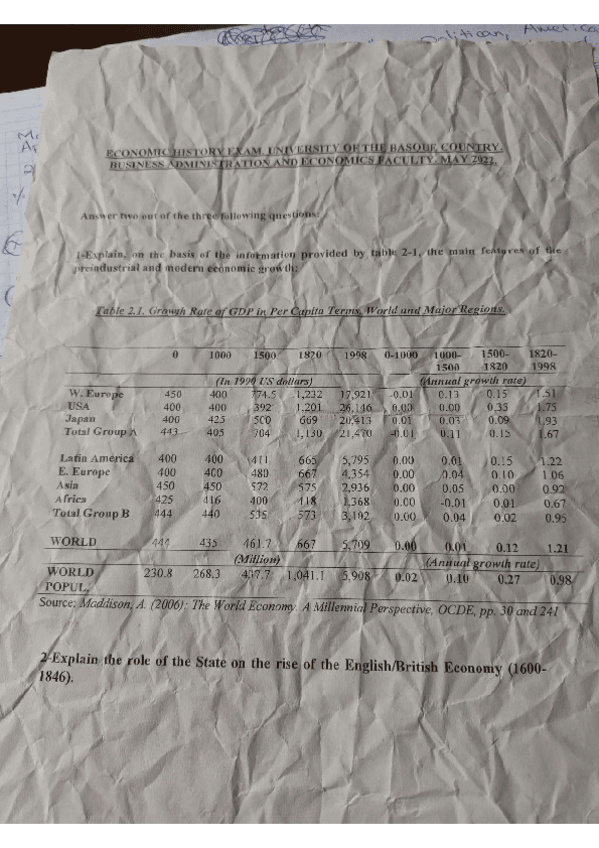 Politican, America
ECONOMIC HISTORY EXAM. UNIVERSITY OF THE BASQUE COUNTRY.
BUSINESS ADMINISTRATION AND ECONOMICS FACULTY. MAY 2022.
Answer two out of the three following questions:
1-Explain, on the basis of the information provided by table 2-1, the main features of the
preindustrial and modern economic growth:
Table 2.1. Growth Rate of GDP in Per Capita Terms, World and Major Regions.
0 1000 1500 1820 1998 0-1000 1000-1500 1500-1820 1820-1998
(In 1990 US dollars) (Annual growth rate)
W. Europe 450 400 774.5 1,232 17,921 -0.01 0.13 0.15 1.51
USA 400 400 392 1.201 26,146 0.00 0.00 0.35 1.75
Japan 400 425 500 669 20,413 0.01 0.03 0.09 1.93
Total Group A 443 405 704 1,130 21,470 -0.01 0.11 0.15 1.67
Latin America 400 400 411 665 5,795 0.00 0.01 0.15 1.22
E. Europe 400 400 480 667 4,354 0.00 0.04 0.10 1.06
Asia 450 450 572 575 2,936 0.00 0.05 0.00 0.92
Africa 425 416 400 418 1,368 0.00 -0.01 0.01 0.67
Total Group B 444 440 535 573 3,102 0.00 0.04 0.02 0.95
WORLD 444 435 461.7 667 5,709 0.00 0.01 0.12 1.21
(Million) (Annual growth rate)
WORLD POPUL. 230.8 268.3 437.7 1,041.1 5,908 0.02 0.10 0.27 0.98
Source: Maddison, A. (2006): The World Economy. A Millennial Perspective, OCDE, pp. 30 and 241
2-Explain the role of the State on the rise of the English/British Economy (1600-
1846).